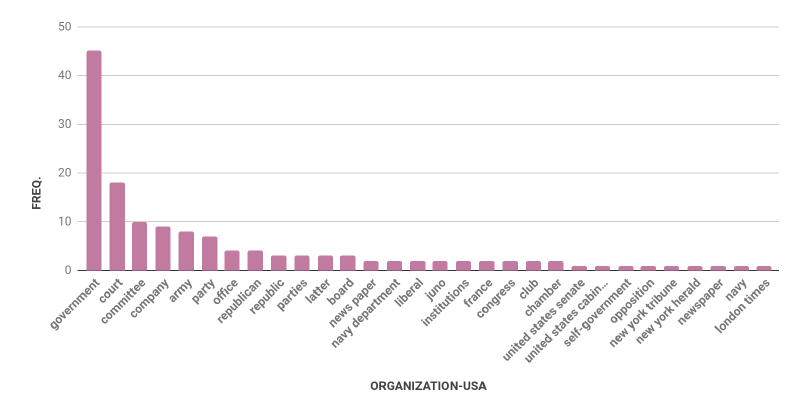 50
40
30
20
10
0
FREQ.
government
court
committee
company
army
party
office
republican
republic
parties
latter
board
news paper
navy department
liberal
juno
institutions
france
congress
club
chamber
united states senate
united states cabin...
self-government
opposition
new york tribune
new york herald
newspaper
navy
london times
ORGANIZATION-USA